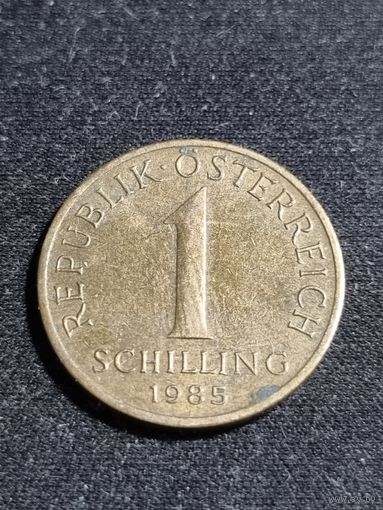 REPUBLIK · ÖSTERREICH
1
SCHILLING
1985